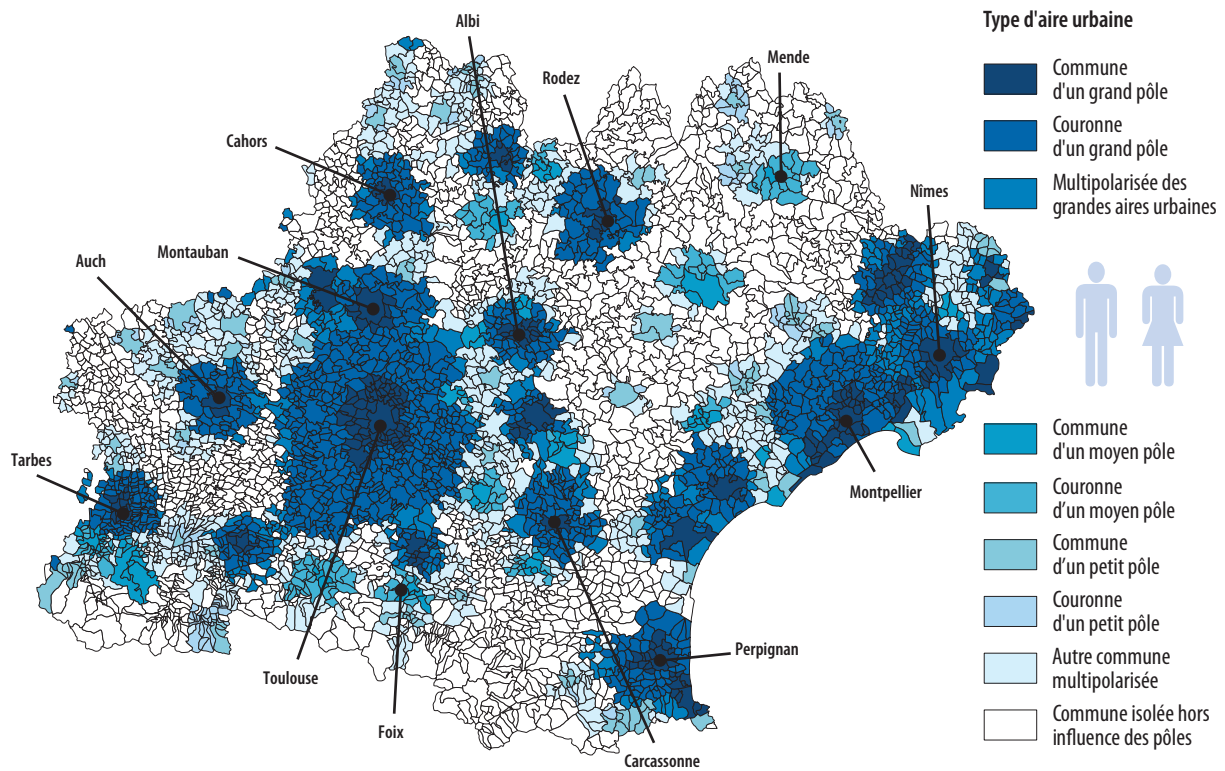 Albi
Rodez
Mende
Cahors
Nîmes
Montauban
Auch
Tarbes
Montpellier
Perpignan
Toulouse
Foix
Carcassonne
Type d'aire urbaine
Commune
d'un grand pôle
Couronne
d'un grand pôle
Multipolarisée des
grandes aires urbaines
Commune
d'un moyen pôle
Couronne
d'un moyen pôle
Commune
d'un petit pôle
Couronne
d'un petit pôle
Autre commune
multipolarisée
Commune isolée hors
influence des pôles